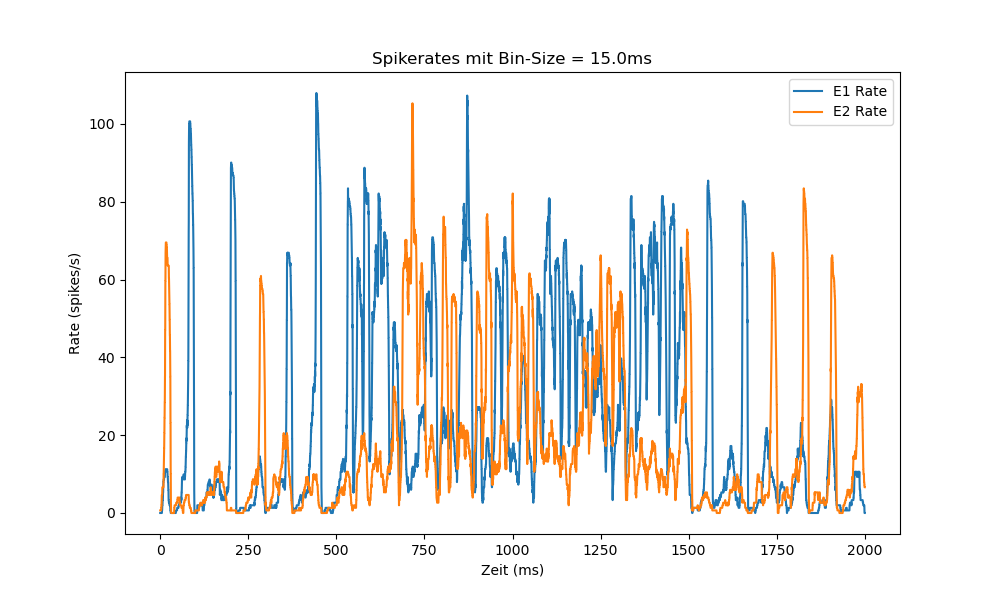 Spikerates mit Bin-Size = 15.0ms
E1 Rate
E2 Rate
Rate (spikes/s)
100
80
60
40
20
0
0 250 500 750 1000 1250 1500 1750 2000
Zeit (ms)